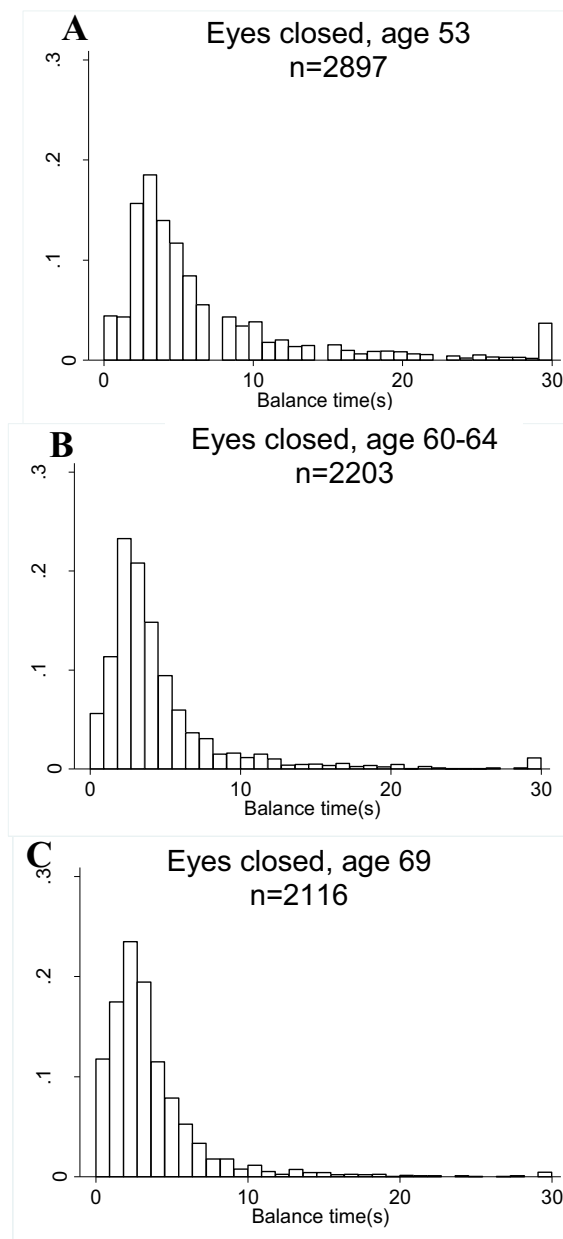 A
Eyes closed, age 53
n=2897
.3
.2
.1
0
0 10 20 30
Balance time(s)
B
Eyes closed, age 60-64
n=2203
.3
.2
.1
0
0 10 20 30
Balance time(s)
C
Eyes closed, age 69
n=2116
.3
.2
.1
0
0 10 20 30
Balance time(s)